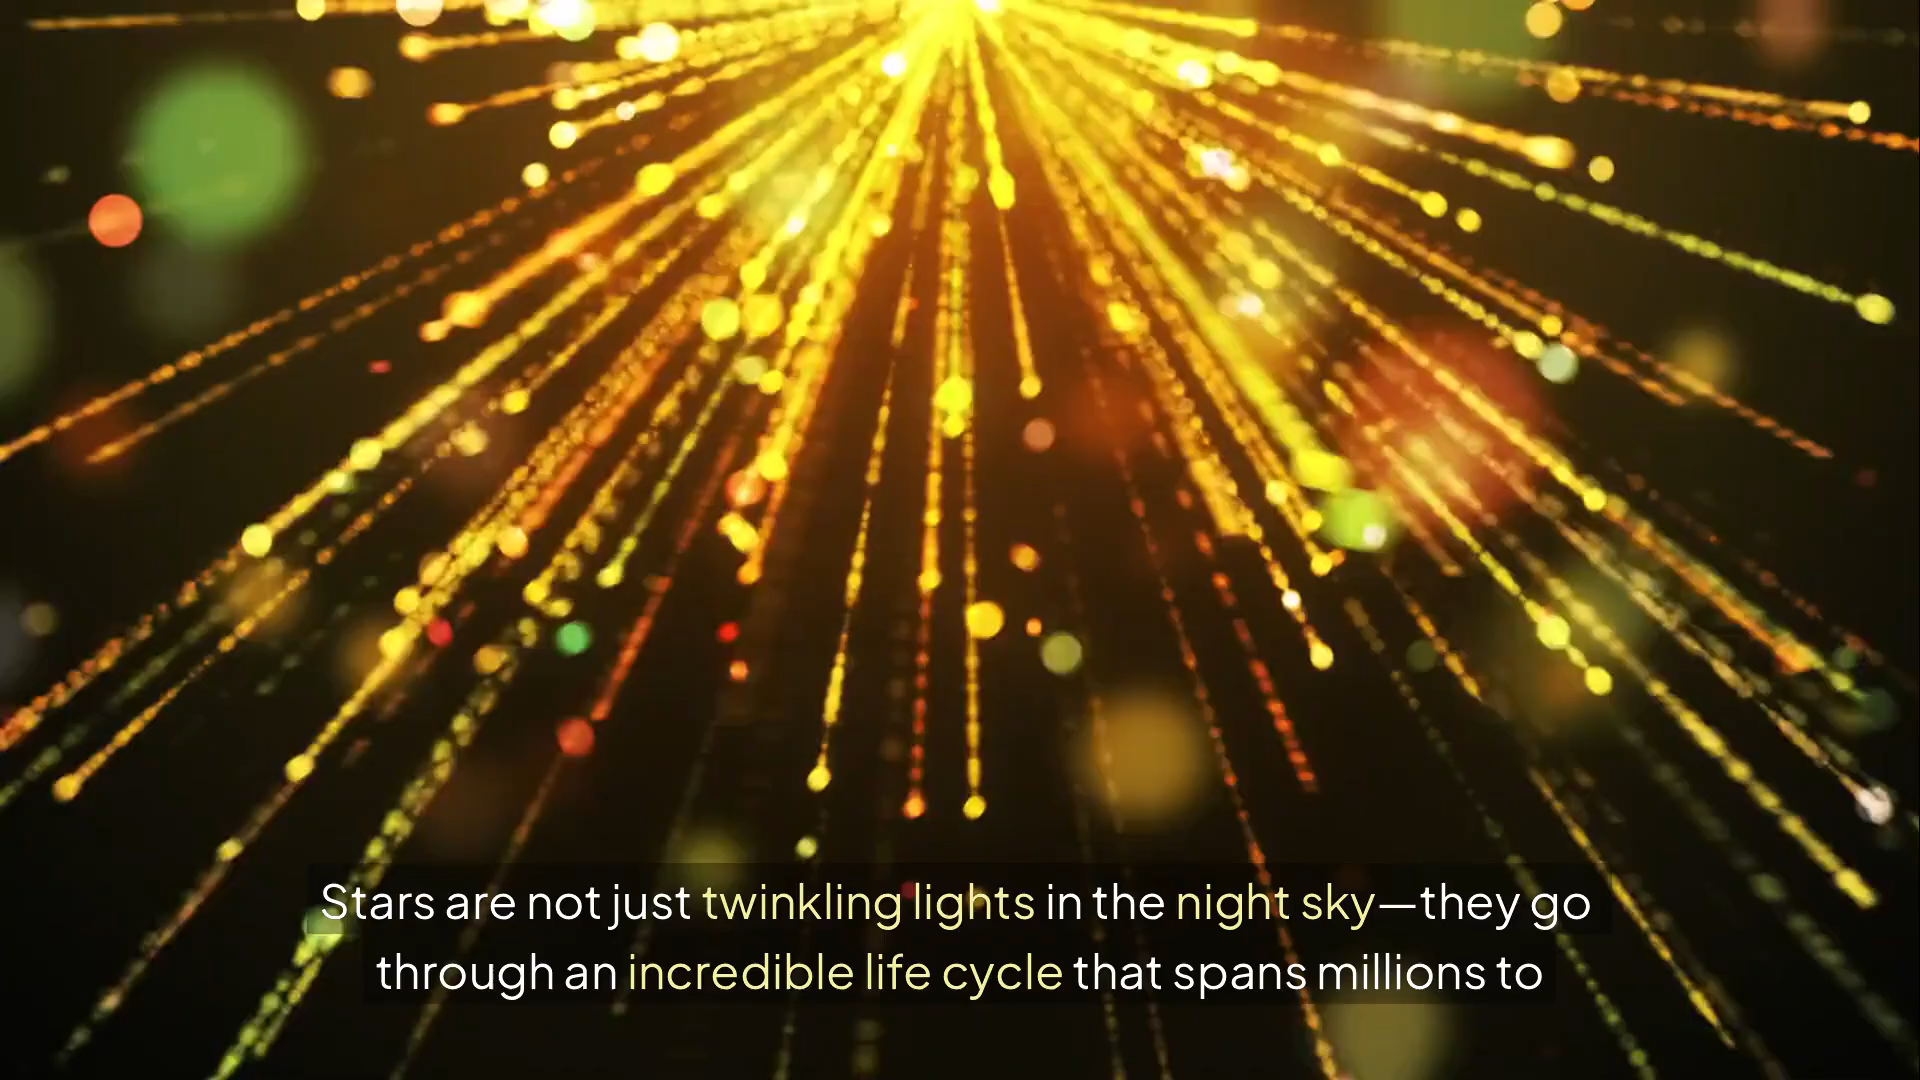 Stars are not just twinkling lights in the night sky—they go
through an incredible life cycle that spans millions to